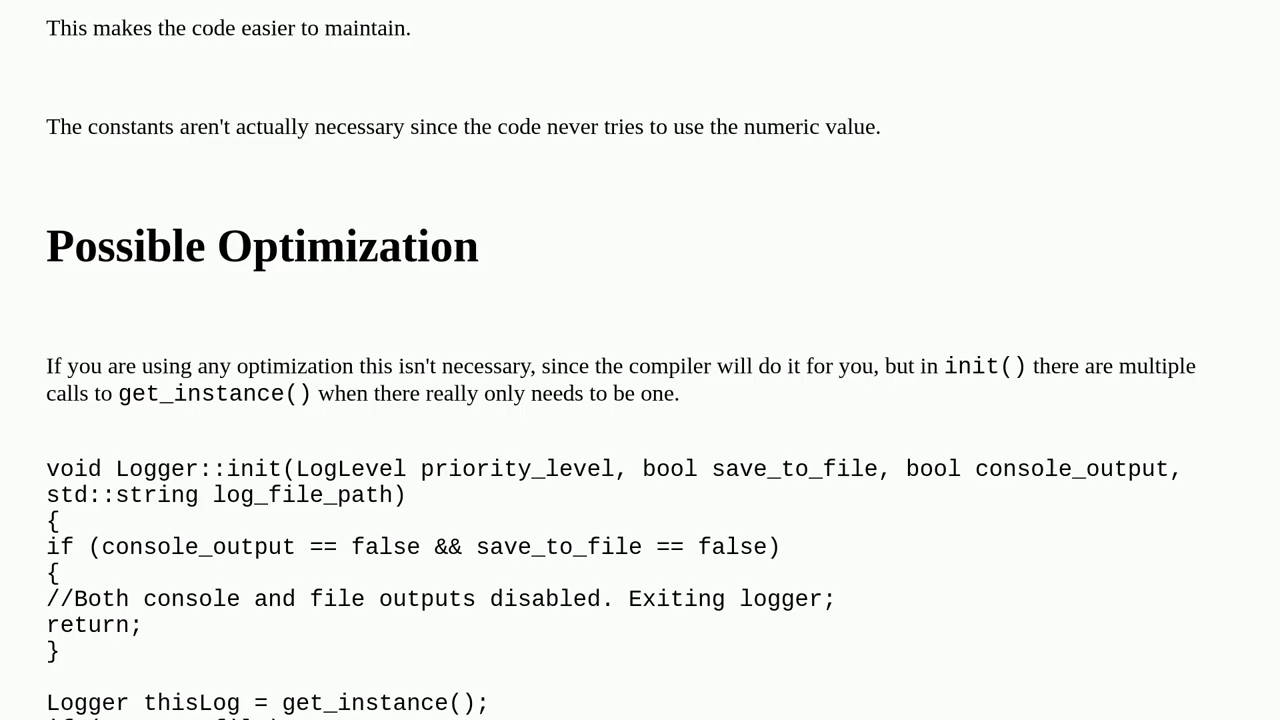 This makes the code easier to maintain.
The constants aren't actually necessary since the code never tries to use the numeric value.
Possible Optimization
If you are using any optimization this isn't necessary, since the compiler will do it for you, but in init() there are multiple
calls to get_instance() when there really only needs to be one.
void Logger::init(LogLevel priority_level, bool save_to_file, bool console_output,
std::string log_file_path)
{
if (console_output == false && save_to_file == false)
{
//Both console and file outputs disabled. Exiting logger;
return;
}
Logger thisLog = get_instance();